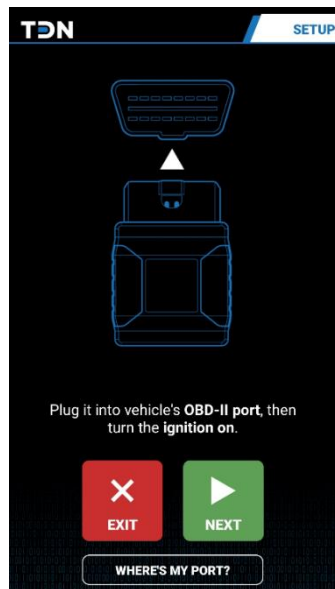 TDN
SETUP
Plug it into vehicle's OBD-II port, then
turn the ignition on.
EXIT
NEXT
WHERE'S MY PORT?